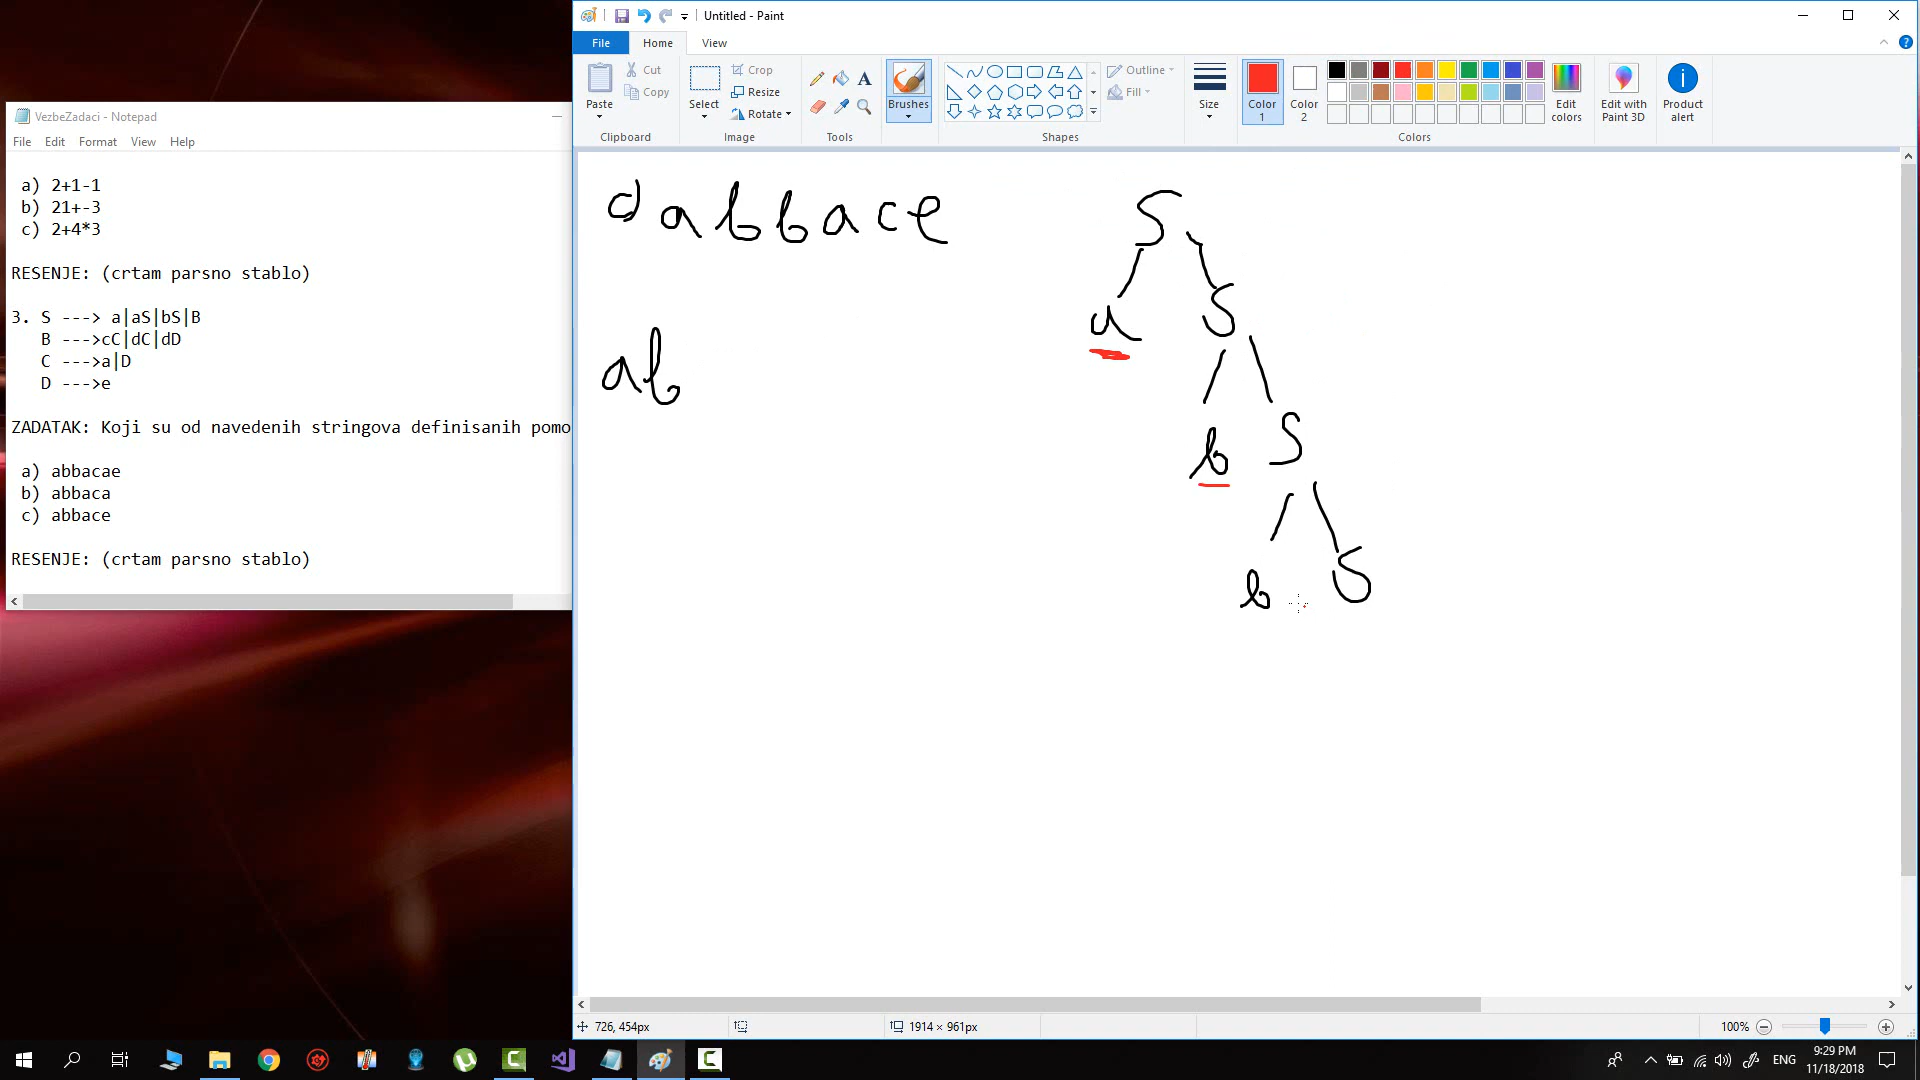 Untitled - Paint
File
Home
View
Paste
Cut
Copy
Clipboard
Select
Crop
Resize
Rotate
Image
Tools
Brushes
Outline
Fill
Shapes
Size
Color 1
Color 2
Edit colors
Edit with Paint 3D
Product alert
Colors
VezbeZadaci - Notepad
File Edit Format View Help
a) 2+1-1
b) 21+-3
c) 2+4*3
RESENJE: (crtam parsno stablo)
3. S ---> a|aS|bS|B
B --->cC|dC|dD
C --->a|D
D --->e
ZADATAK: Koji su od navedenih stringova definisanih pomo
a) abbacae
b) abbaca
c) abbace
RESENJE: (crtam parsno stablo)
abbace
ab
S
a S
b S
b S
726, 454px
1914 × 961px
100%
ENG
9:29 PM
11/18/2018